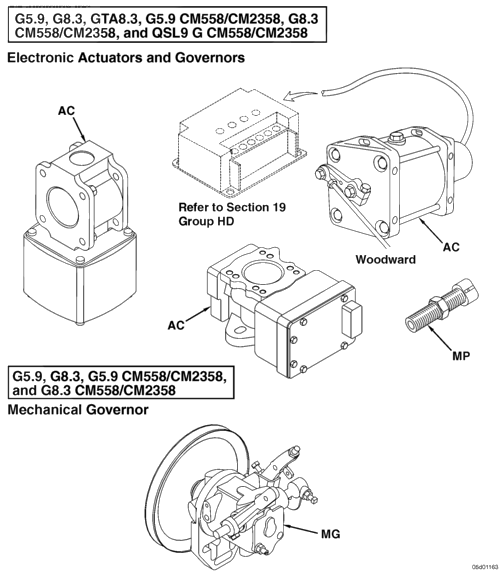 G5.9, G8.3, GTA8.3, G5.9 CM558/CM2358, G8.3
CM558/CM2358, and QSL9 G CM558/CM2358
Electronic Actuators and Governors
AC
Refer to Section 19
Group HD
AC
Woodward
AC
MP
G5.9, G8.3, G5.9 CM558/CM2358,
and G8.3 CM558/CM2358
Mechanical Governor
MG
05d01163